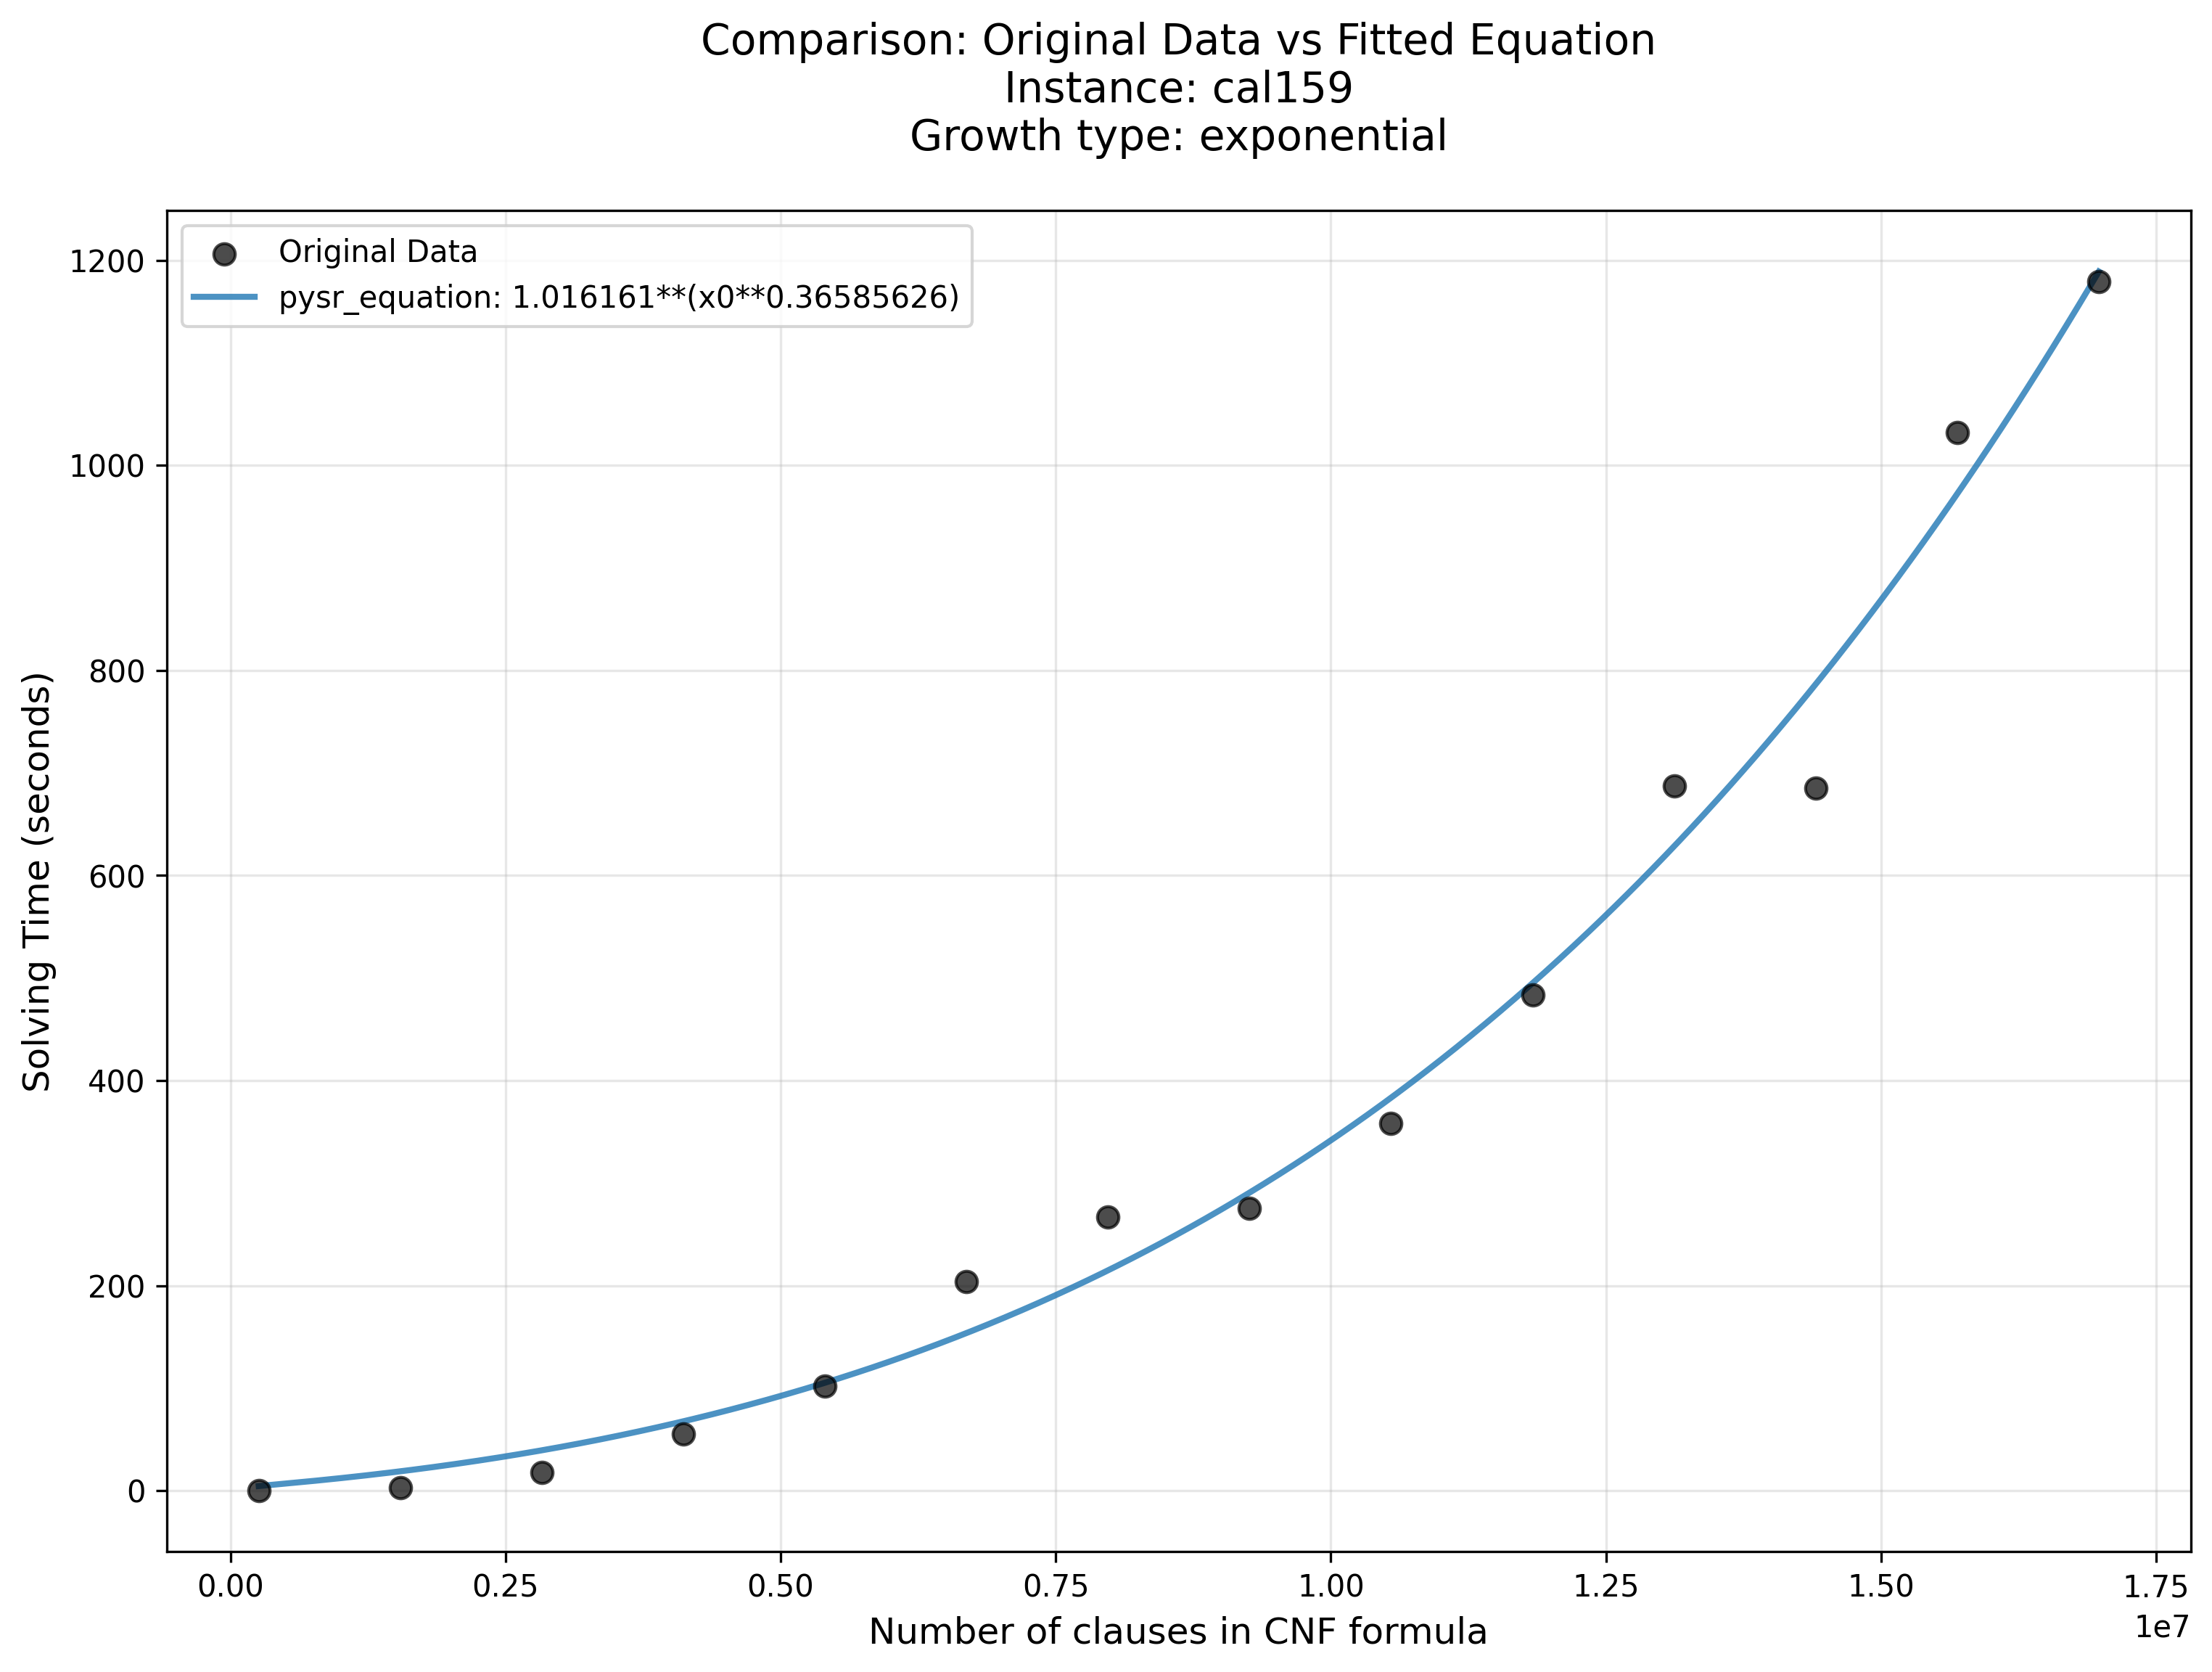 Comparison: Original Data vs Fitted Equation
Instance: cal159
Growth type: exponential
Original Data
pysr_equation: 1.016161**(x0**0.36585626)
1200
1000
800
600
400
200
0
Solving Time (seconds)
0.00 0.25 0.50 0.75 1.00 1.25 1.50 1.75
1e7
Number of clauses in CNF formula